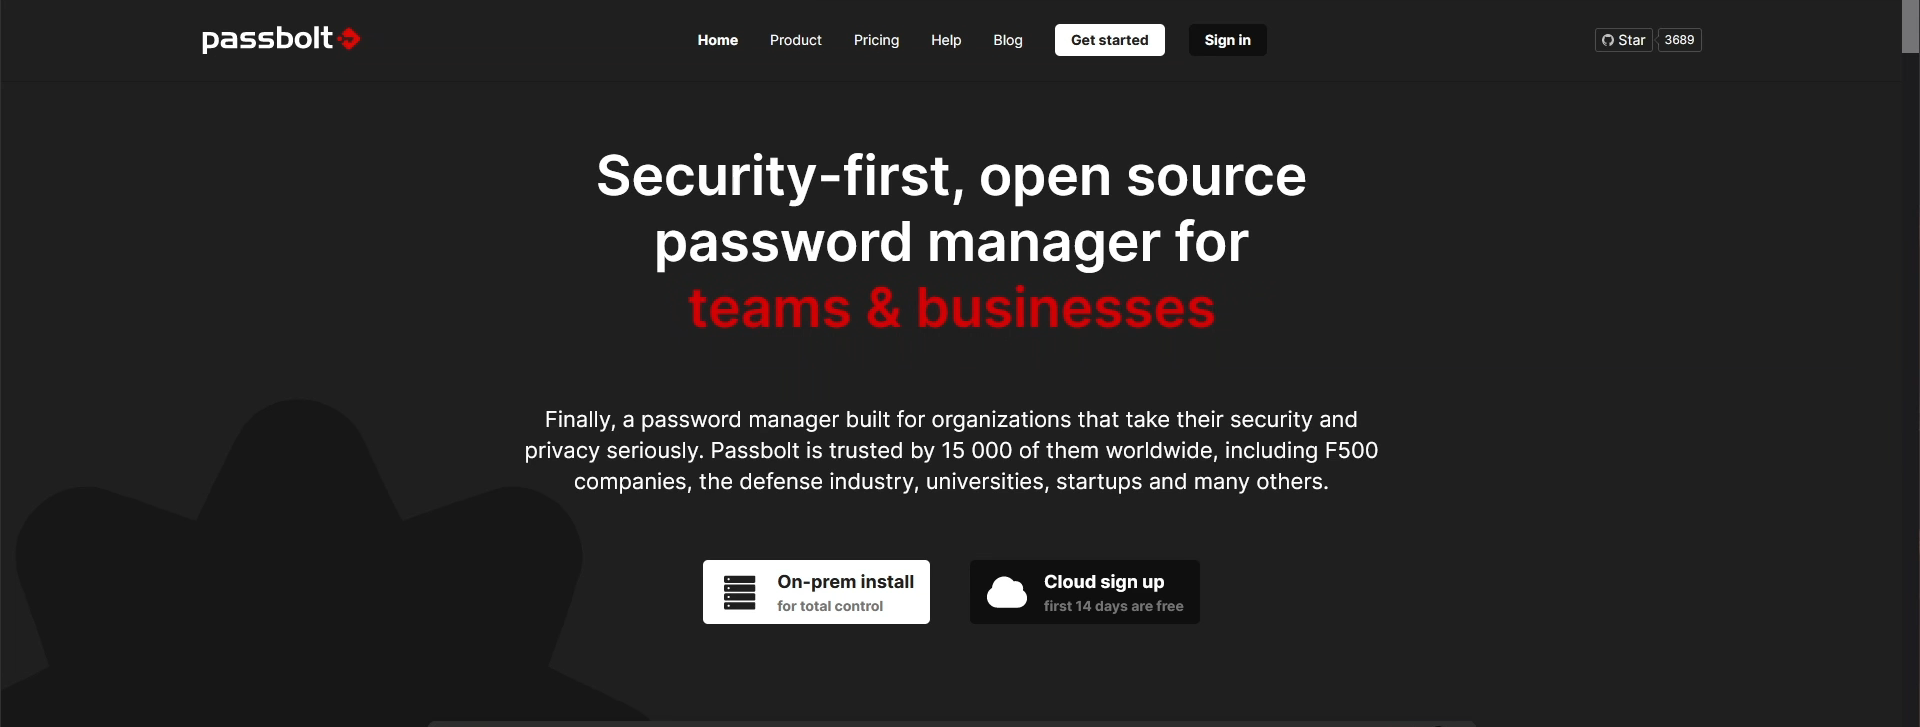 passbolt
Home Product Pricing Help Blog Get started Sign in
Star 3689
Security-first, open source
password manager for
teams & businesses
Finally, a password manager built for organizations that take their security and
privacy seriously. Passbolt is trusted by 15 000 of them worldwide, including F500
companies, the defense industry, universities, startups and many others.
On-prem install
for total control
Cloud sign up
first 14 days are free